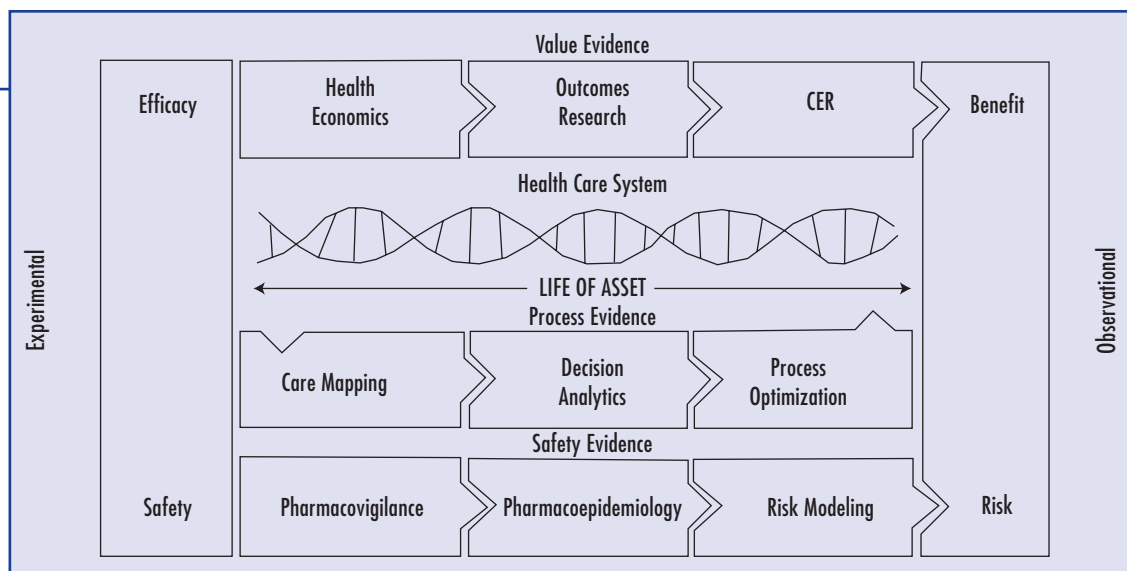 Value Evidence
Efficacy
Health
Economics
Outcomes
Research
CER
Benefit
Health Care System
Experimental
LIFE OF ASSET
Observational
Process Evidence
Care Mapping
Decision
Analytics
Process
Optimization
Safety Evidence
Safety
Pharmacovigilance
Pharmacoepidemiology
Risk Modeling
Risk